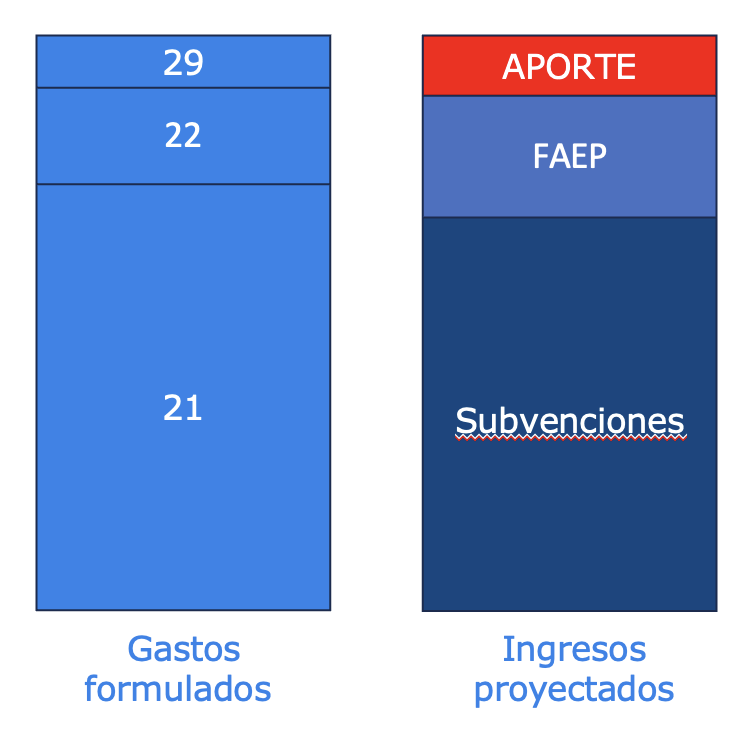 29
22
21
Gastos
formulados
APORTE
FAEP
Subvenciones
Ingresos
proyectados